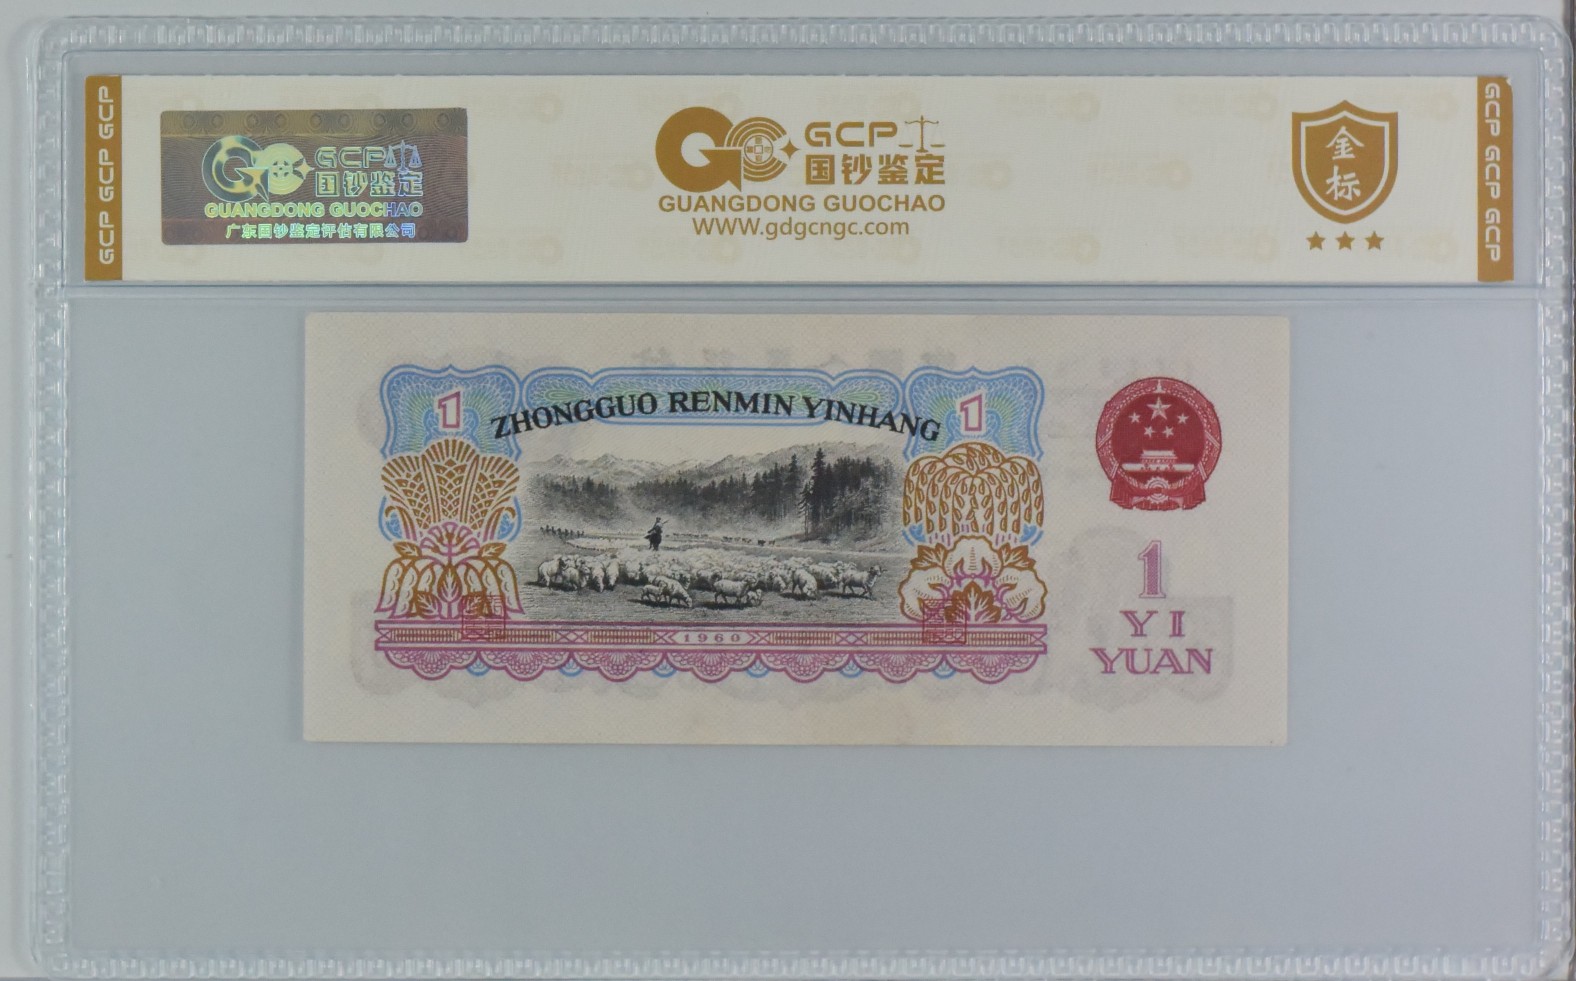 GCP GCP GCP
GCP 国钞鉴定
GUANGDONG GUOCHAO
广东国钞鉴定评估有限公司
GC GCP
国钞鉴定
GUANGDONG GUOCHAO
WWW.gdgcngc.com
金标
GCP GCP GCP
1
ZHONGGUO RENMIN YINHANG
1
1960
1
YI
YUAN